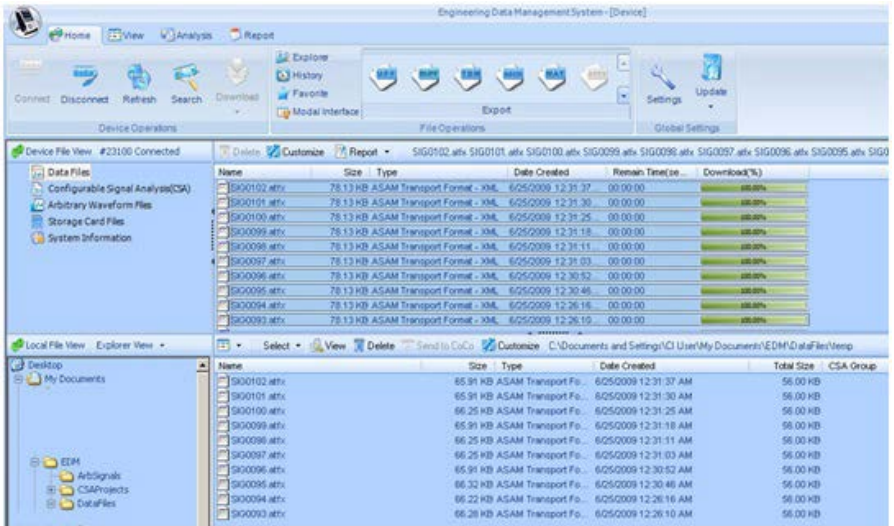 Engineering Data Management System - [Device]
Home View Analysis Report
Explorer
History
Favorite
Modal Interface
Connect Disconnect Refresh Search Download
UFF BUFF TDM MAT
Export
Settings Update
Device Operations File Operations Global Settings
Device File View #23100 Connected
Delete Customize Report SIG0102.atfx SIG0101.atfx SIG0100.atfx SIG0099.atfx SIG0098.atfx SIG0097.atfx SIG0096.atfx SIG0095.atfx SIG0
Data Files
Configurable Signal Analysis(CSA)
Arbitrary Waveform Files
Storage Card Files
System Information
Name Size Type Date Created Remain Time(se... Download(%)
SIG0102.atfx 78.13 KB ASAM Transport Format - XML 6/25/2009 12:31:37... 00:00:00 100.00%
SIG0101.atfx 78.13 KB ASAM Transport Format - XML 6/25/2009 12:31:30... 00:00:00 100.00%
SIG0100.atfx 78.13 KB ASAM Transport Format - XML 6/25/2009 12:31:25... 00:00:00 100.00%
SIG0099.atfx 78.13 KB ASAM Transport Format - XML 6/25/2009 12:31:18... 00:00:00 100.00%
SIG0098.atfx 78.13 KB ASAM Transport Format - XML 6/25/2009 12:31:11... 00:00:00 100.00%
SIG0097.atfx 78.13 KB ASAM Transport Format - XML 6/25/2009 12:31:03... 00:00:00 100.00%
SIG0096.atfx 78.13 KB ASAM Transport Format - XML 6/25/2009 12:30:52... 00:00:00 100.00%
SIG0095.atfx 78.13 KB ASAM Transport Format - XML 6/25/2009 12:30:46... 00:00:00 100.00%
SIG0094.atfx 78.13 KB ASAM Transport Format - XML 6/25/2009 12:26:16... 00:00:00 100.00%
SIG0093.atfx 78.13 KB ASAM Transport Format - XML 6/25/2009 12:26:10... 00:00:00 100.00%
Local File View Explorer View
Select View Delete Send to CoCo Customize C:\Documents and Settings\CI User\My Documents\EDM\DataFiles\temp
Desktop
My Documents
EDM
ArbSignals
CSAProjects
DataFiles
Name Size Type Date Created Total Size CSA Group
SIG0102.atfx 65.91 KB ASAM Transport Fo... 6/25/2009 12:31:37 AM 56.00 KB
SIG0101.atfx 65.91 KB ASAM Transport Fo... 6/25/2009 12:31:30 AM 56.00 KB
SIG0100.atfx 66.25 KB ASAM Transport Fo... 6/25/2009 12:31:25 AM 56.00 KB
SIG0099.atfx 65.91 KB ASAM Transport Fo... 6/25/2009 12:31:18 AM 56.00 KB
SIG0098.atfx 66.25 KB ASAM Transport Fo... 6/25/2009 12:31:11 AM 56.00 KB
SIG0097.atfx 66.25 KB ASAM Transport Fo... 6/25/2009 12:31:03 AM 56.00 KB
SIG0096.atfx 65.91 KB ASAM Transport Fo... 6/25/2009 12:30:52 AM 56.00 KB
SIG0095.atfx 66.32 KB ASAM Transport Fo... 6/25/2009 12:30:46 AM 56.00 KB
SIG0094.atfx 66.22 KB ASAM Transport Fo... 6/25/2009 12:26:16 AM 56.00 KB
SIG0093.atfx 66.28 KB ASAM Transport Fo... 6/25/2009 12:26:10 AM 56.00 KB